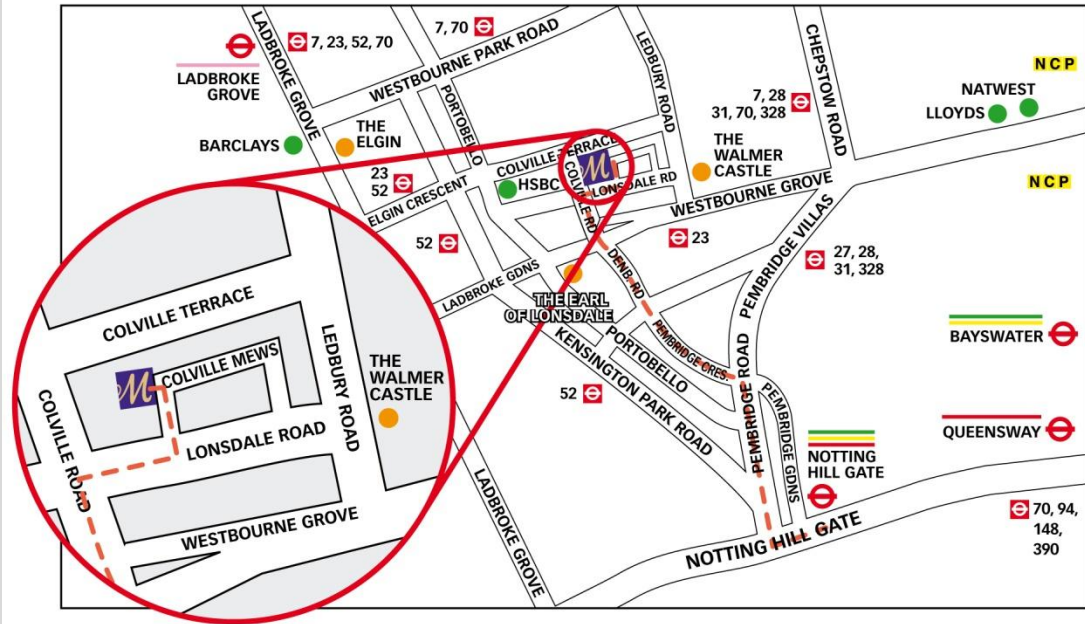 LADBROKE GROVE
7, 23, 52, 70
7, 70
WESTBOURNE PARK ROAD
LEDBURY ROAD
CHEPSTOW ROAD
NCP
LADBROKE
GROVE
PORTOBELLO
7, 28
31, 70, 328
NATWEST
LLOYDS
BARCLAYS
THE
ELGIN
COLVILLE TERRACE
M
THE
WALMER
CASTLE
23
52
HSBC
COLVILLE RD
LONSDALE RD
NCP
ELGIN CRESCENT
WESTBOURNE GROVE
52
23
PEMBRIDGE VILLAS
27, 28,
31, 328
LADBROKE GDNS
DENB. RD
THE EARL
OF LONSDALE
PORTOBELLO
PEMBRIDGE CRES.
BAYSWATER
KENSINGTON PARK ROAD
52
PEMBRIDGE ROAD
PEMBRIDGE GDNS
QUEENSWAY
NOTTING
HILL GATE
LADBROKE GROVE
NOTTING HILL GATE
70, 94,
148,
390
COLVILLE TERRACE
COLVILLE MEWS
M
LEDBURY ROAD
THE
WALMER
CASTLE
COLVILLE ROAD
LONSDALE ROAD
WESTBOURNE GROVE